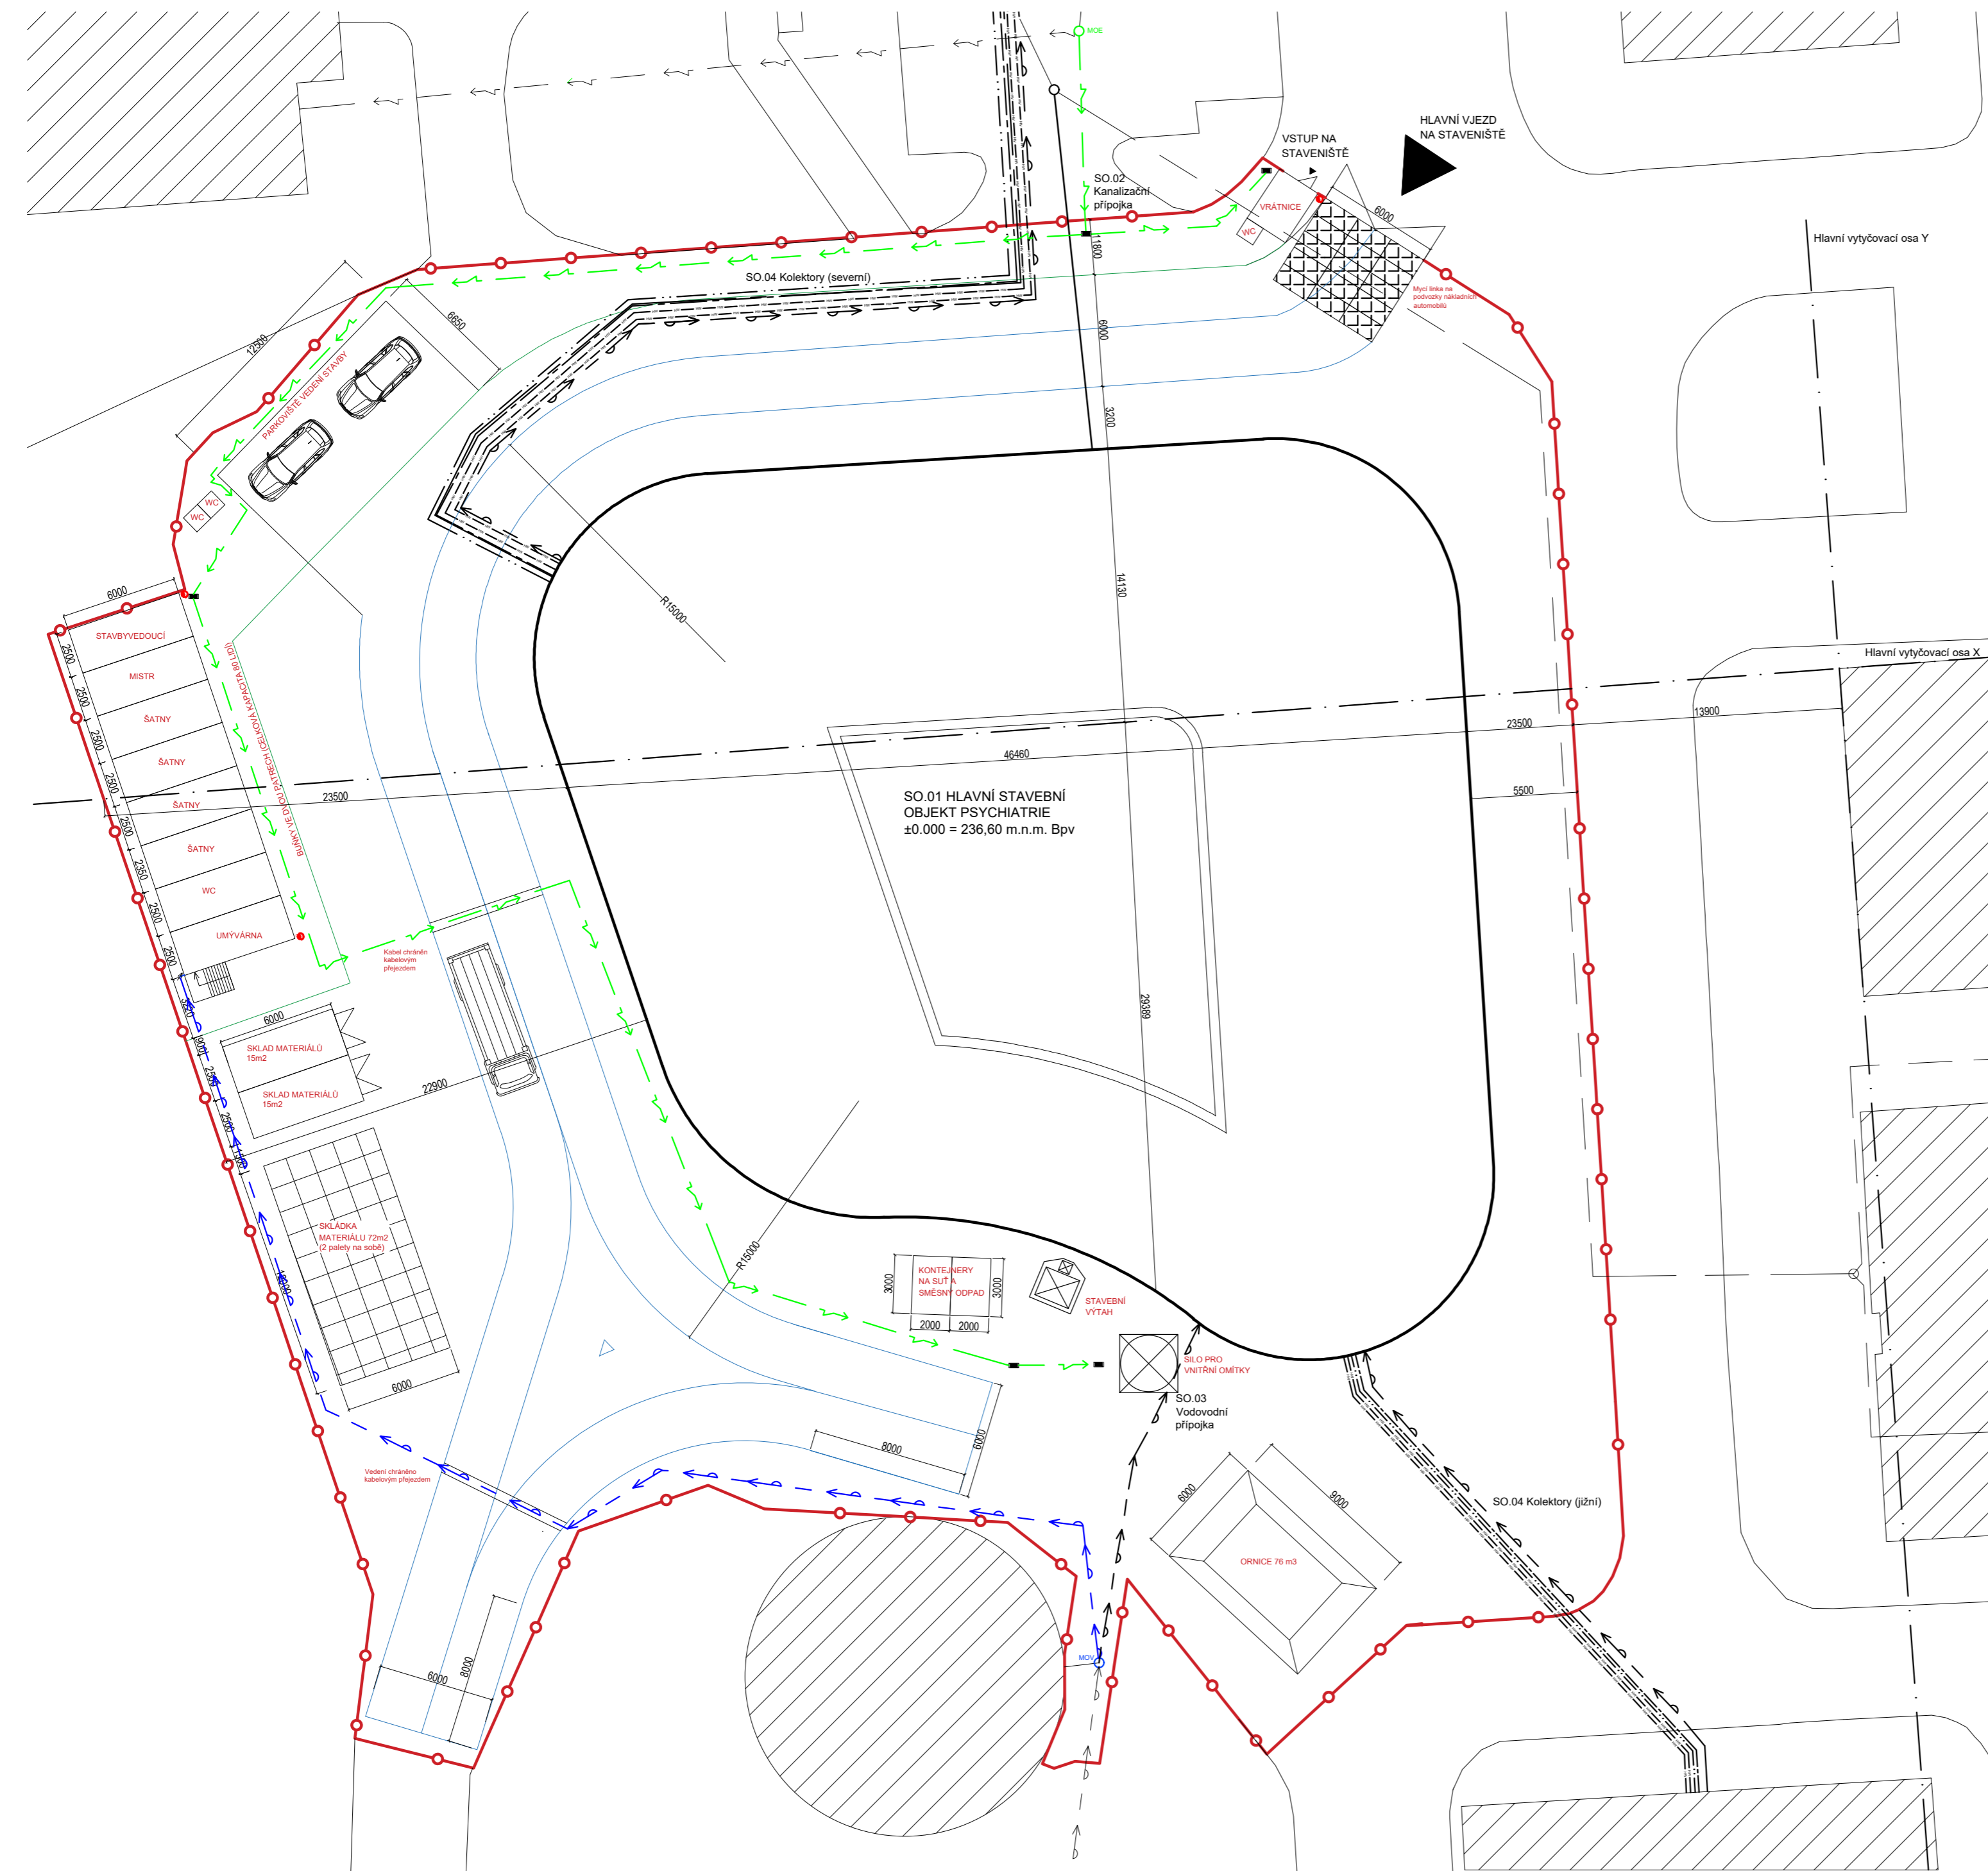 MOE
HLAVNÍ VJEZD
NA STAVENIŠTĚ
VSTUP NA
STAVENIŠTĚ
SO.02
Kanalizační
přípojka
VRÁTNICE
WC
6000
11800
Hlavní vytyčovací osa Y
SO.04 Kolektory (severní)
Mycí linka na
podvozky nákladních
automobilů
12500
6650
6000
PARKOVIŠTĚ VEDENÍ STAVBY
3200
WC
WC
14130
R15000
6000
STAVBYVEDOUCÍ
MISTR
ŠATNY
ŠATNY
ŠATNY
ŠATNY
WC
UMÝVÁRNA
2500
2500
2500
2500
2500
2350
2500
2500
BUŇKY VE DVOU PATRECH (CELKOVÁ KAPACITA 80 LIDÍ)
Hlavní vytyčovací osa X
13900
23500
46460
23500
5500
SO.01 HLAVNÍ STAVEBNÍ
OBJEKT PSYCHIATRIE
±0.000 = 236,60 m.n.m. Bpv
Kabel chráněn
kabelovým
přejezdem
29389
6000
SKLAD MATERIÁLŮ
15m2
SKLAD MATERIÁLŮ
15m2
900
2500
2500
22900
SKLÁDKA
MATERIÁLU 72m2
(2 palety na sobě)
12000
6000
R15000
3000
KONTEJNERY
NA SUŤ A
SMĚSNÝ ODPAD
3000
2000
2000
STAVEBNÍ
VÝTAH
SILO PRO
VNITŘNÍ OMÍTKY
SO.03
Vodovodní
přípojka
8000
6000
Vedení chráněno
kabelovým přejezdem
6000
9000
SO.04 Kolektory (jižní)
ORNICE 76 m3
MOV
6000
8000